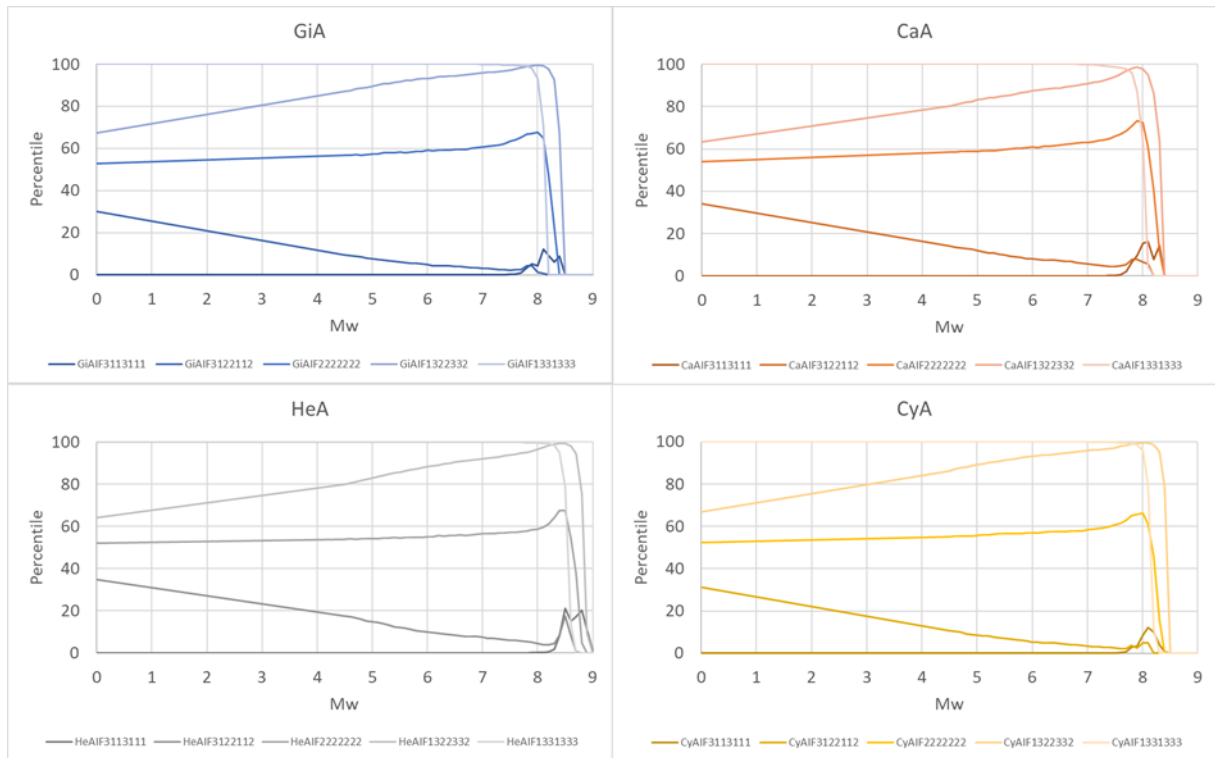 GiA
100
80
60
40
20
0
Percentile
0 1 2 3 4 5 6 7 8 9
Mw
GiAIF3113111 GiAIF3122112 GiAIF2222222 GiAIF1322332 GiAIF1331333
CaA
100
80
60
40
20
0
Percentile
0 1 2 3 4 5 6 7 8 9
Mw
CaAIF3113111 CaAIF3122112 CaAIF2222222 CaAIF1322332 CaAIF1331333
HeA
100
80
60
40
20
0
Percentile
0 1 2 3 4 5 6 7 8 9
Mw
HeAIF3113111 HeAIF3122112 HeAIF2222222 HeAIF1322332 HeAIF1331333
CyA
100
80
60
40
20
0
Percentile
0 1 2 3 4 5 6 7 8 9
Mw
CyAIF3113111 CyAIF3122112 CyAIF2222222 CyAIF1322332 CyAIF1331333